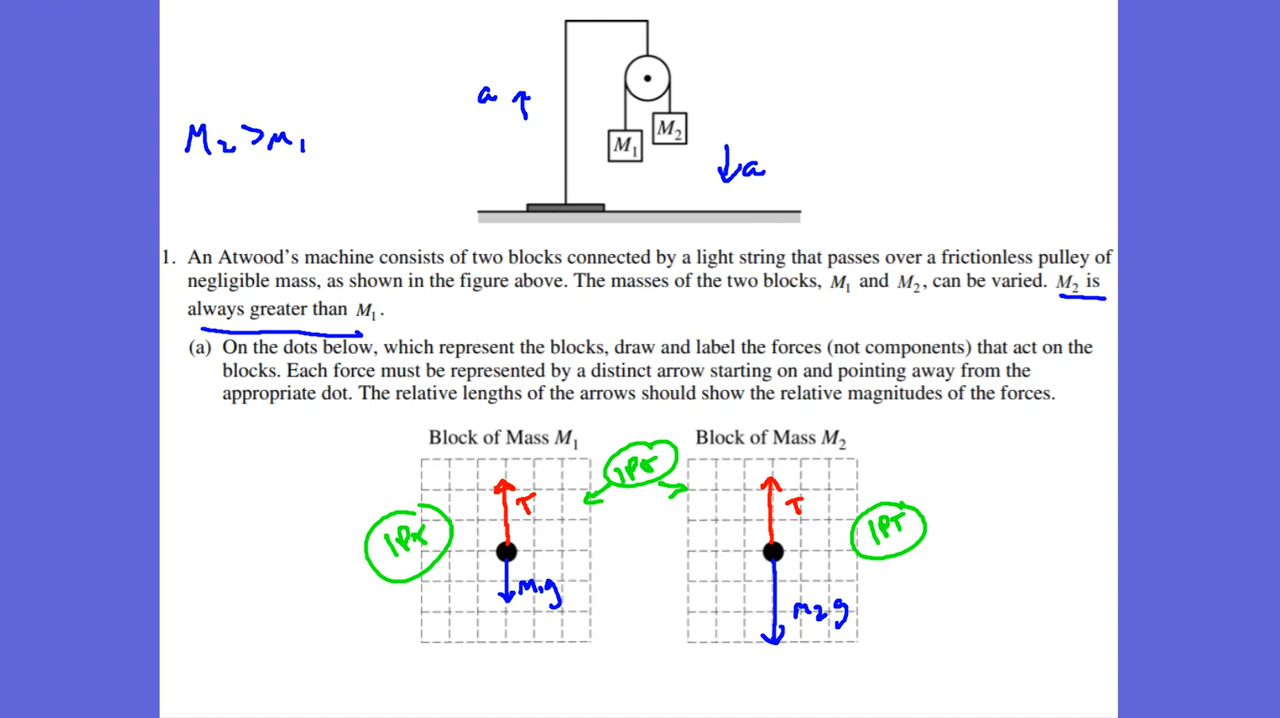 a ↑
M₂ > M₁
M₁
M₂
↓ a
1. An Atwood's machine consists of two blocks connected by a light string that passes over a frictionless pulley of
negligible mass, as shown in the figure above. The masses of the two blocks, M₁ and M₂, can be varied. M₂ is
always greater than M₁.
(a) On the dots below, which represent the blocks, draw and label the forces (not components) that act on the
blocks. Each force must be represented by a distinct arrow starting on and pointing away from the
appropriate dot. The relative lengths of the arrows should show the relative magnitudes of the forces.
Block of Mass M₁
Block of Mass M₂
1PT
T
T
1PT
1PT
M₁g
M₂g